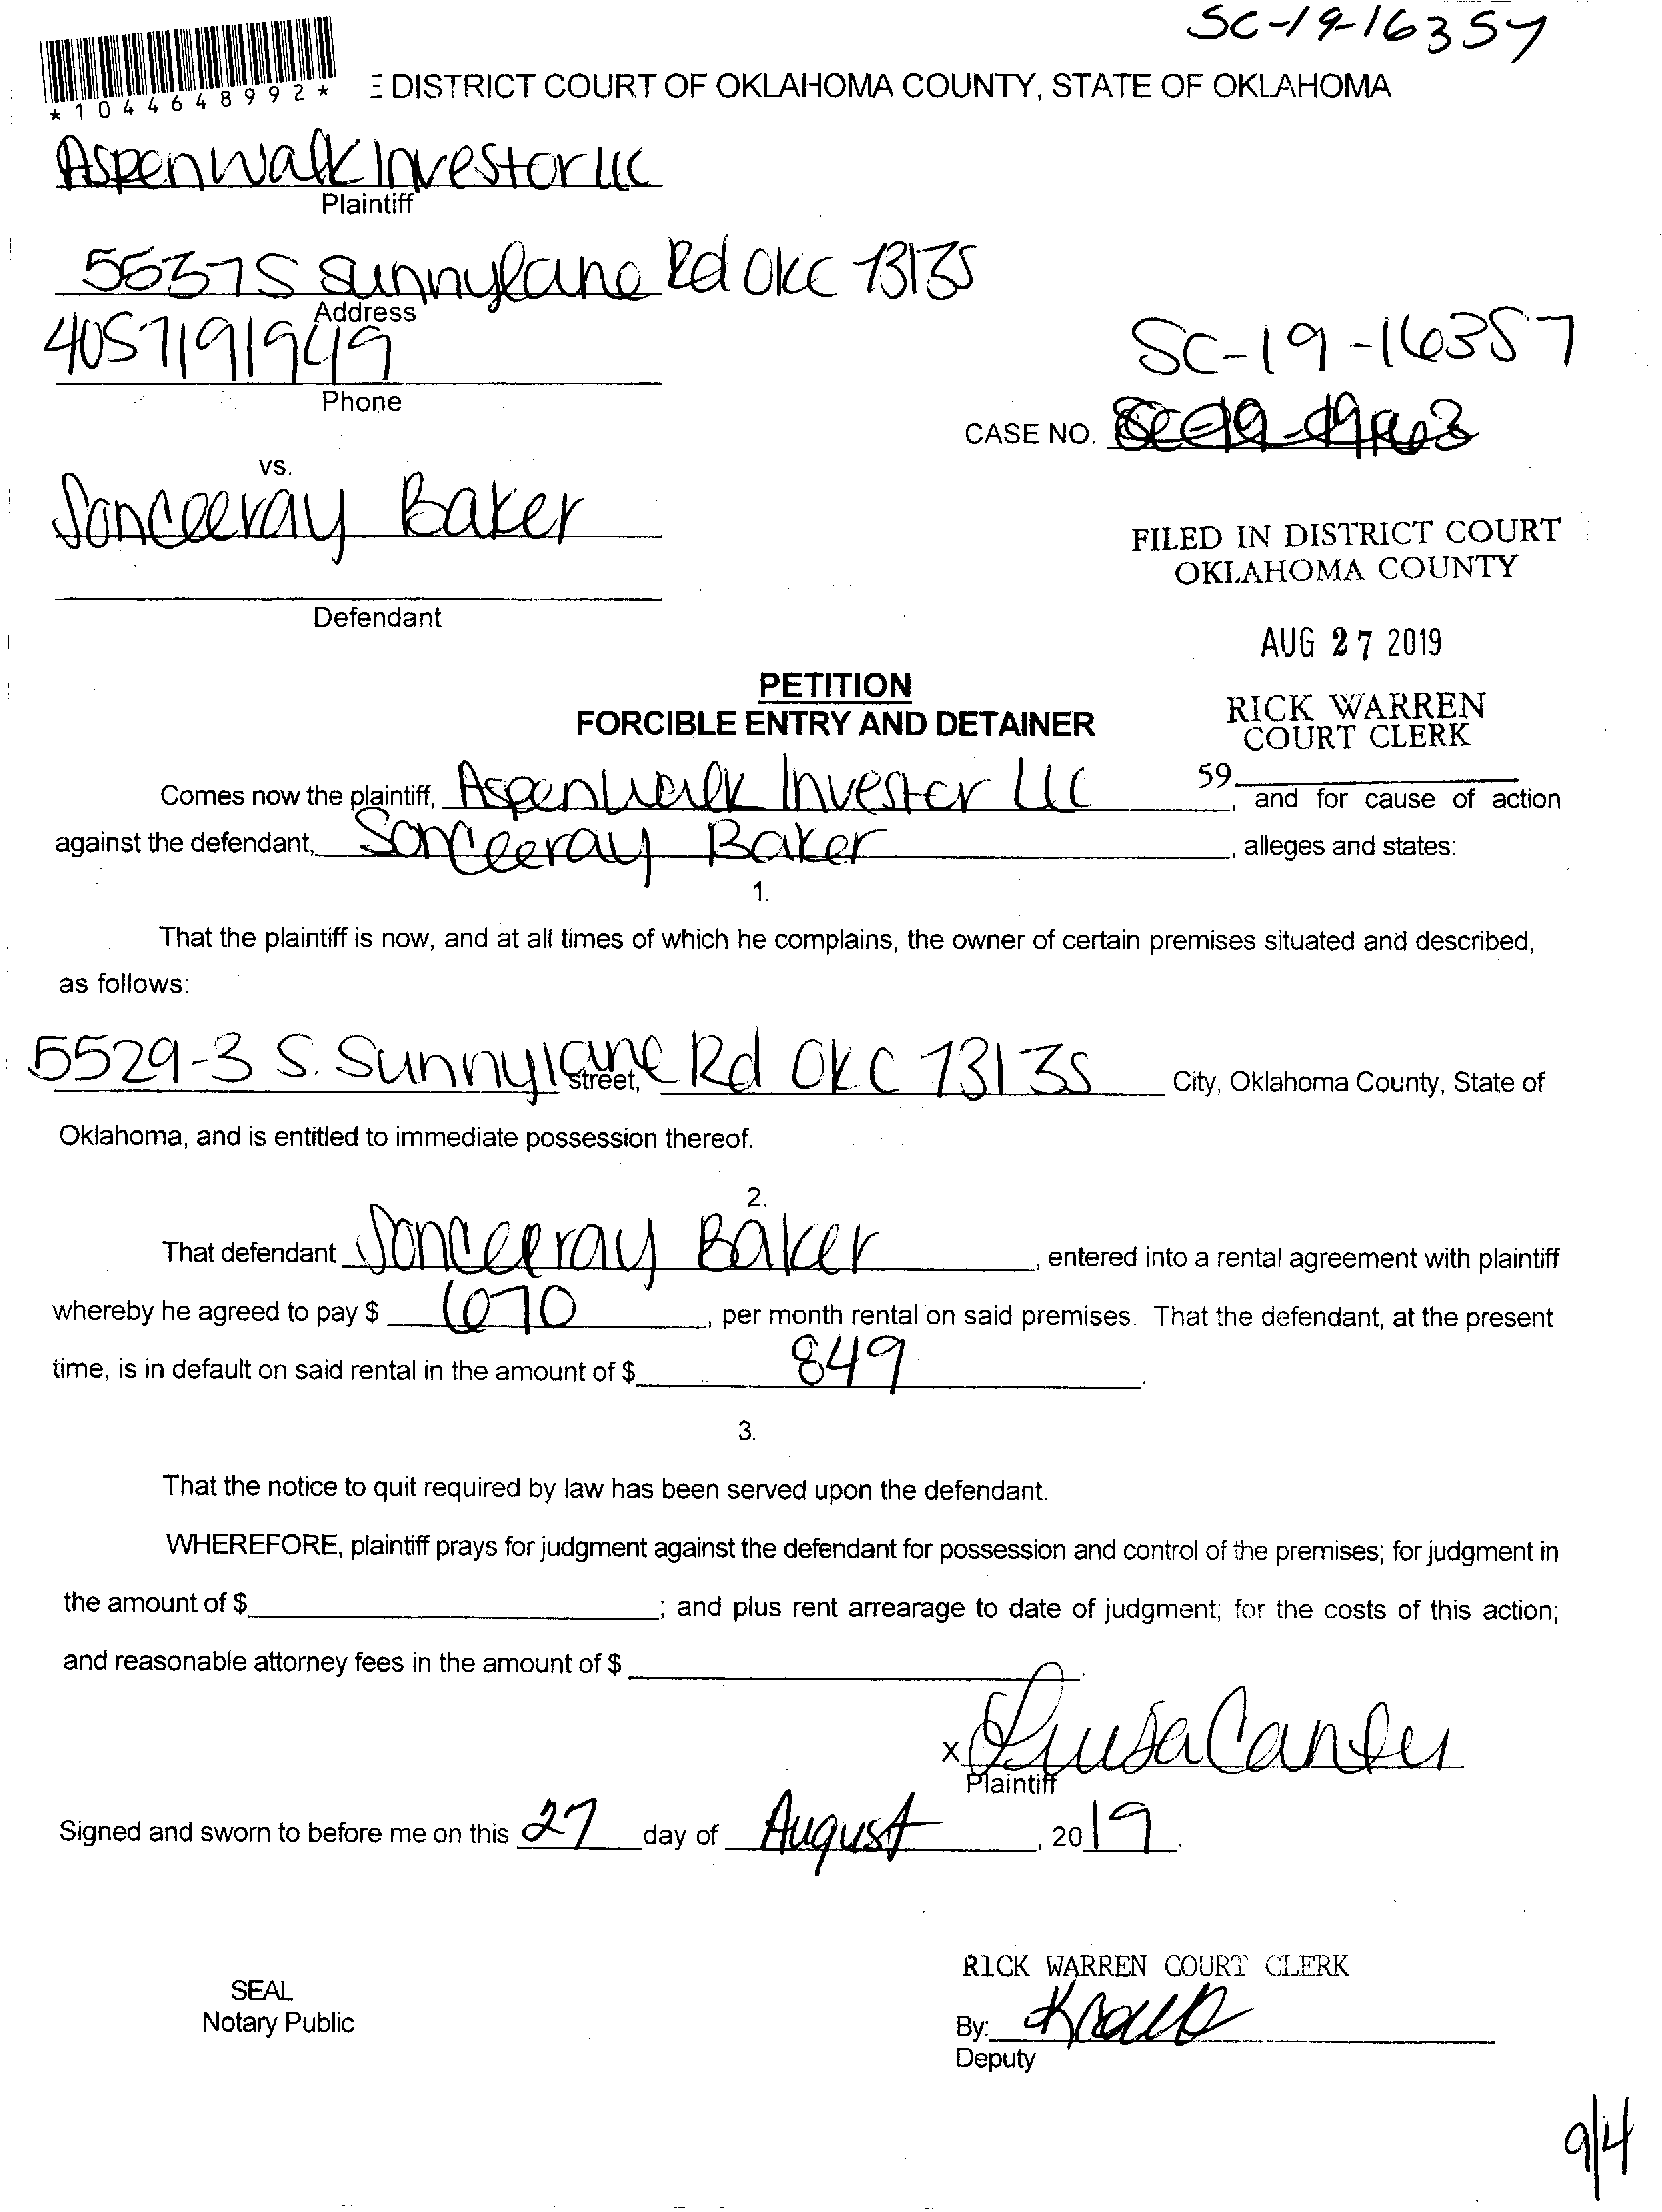 SC-19-16357
*1044648992*
E DISTRICT COURT OF OKLAHOMA COUNTY, STATE OF OKLAHOMA
Aspenwalk Investor LLC
Plaintiff
5537 S Sunnylane Rd OKC 73135
Address
4057191949
Phone
SC-19-16357
CASE NO.
vs.
Sonceeray Baker
Defendant
FILED IN DISTRICT COURT
OKLAHOMA COUNTY
AUG 27 2019
RICK WARREN
COURT CLERK
59
PETITION
FORCIBLE ENTRY AND DETAINER
Comes now the plaintiff, Aspenwalk Investor LLC, and for cause of action
against the defendant, Sonceeray Baker, alleges and states:
1.
That the plaintiff is now, and at all times of which he complains, the owner of certain premises situated and described,
as follows:
5529-3 S. Sunnylane Rd OKC 73135
Street, City, Oklahoma County, State of
Oklahoma, and is entitled to immediate possession thereof.
2.
That defendant Sonceeray Baker, entered into a rental agreement with plaintiff
whereby he agreed to pay $ 670, per month rental on said premises. That the defendant, at the present
time, is in default on said rental in the amount of $ 849.
3.
That the notice to quit required by law has been served upon the defendant.
WHEREFORE, plaintiff prays for judgment against the defendant for possession and control of the premises; for judgment in
the amount of $ ; and plus rent arrearage to date of judgment; for the costs of this action;
and reasonable attorney fees in the amount of $
x
Plaintiff
Signed and sworn to before me on this 27 day of August, 2019.
RICK WARREN COURT CLERK
SEAL
Notary Public
By:
Deputy
9/4